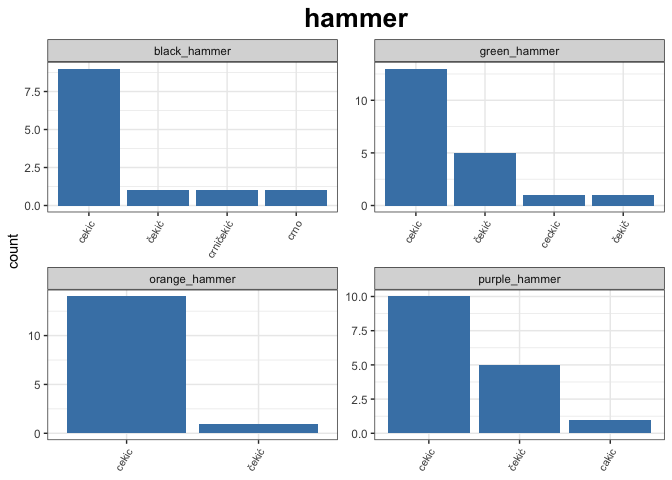 hammer
black_hammer
green_hammer
7.5
5.0
2.5
0.0
cekic
čekić
crničekić
crno
10
5
0
cekic
čekić
ceckic
čekič
count
orange_hammer
purple_hammer
10
5
0
cekic
čekić
10.0
7.5
5.0
2.5
0.0
cekic
čekić
cakic